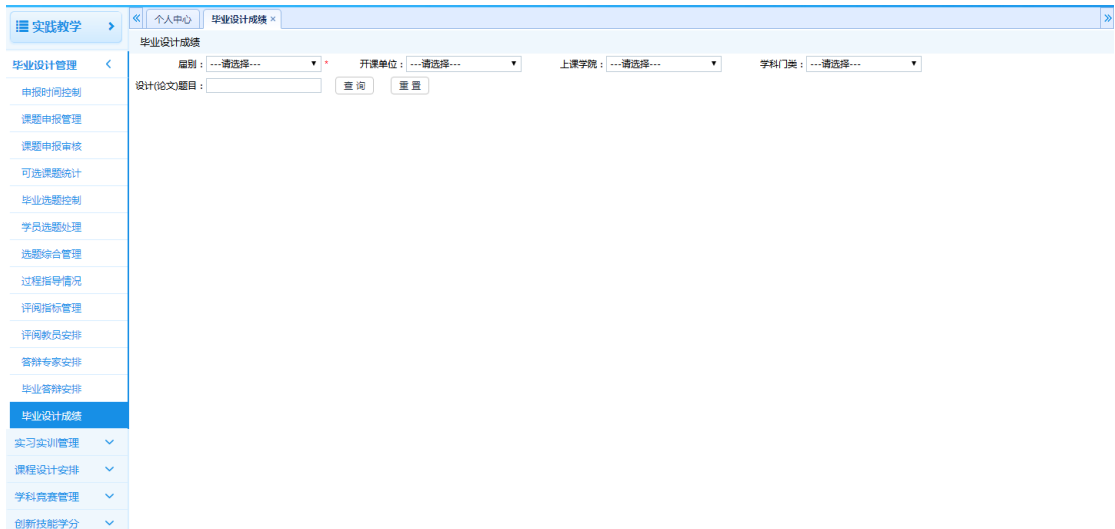 实践教学
个人中心 毕业设计成绩 ×
毕业设计成绩
届别：---请选择--- * 开课单位：---请选择--- 上课学院：---请选择--- 学科门类：---请选择---
设计(论文)题目： 查 询 重 置
毕业设计管理
申报时间控制
课题申报管理
课题申报审核
可选课题统计
毕业选题控制
学员选题处理
选题综合管理
过程指导情况
评阅指标管理
评阅教员安排
答辩专家安排
毕业答辩安排
毕业设计成绩
实习实训管理
课程设计安排
学科竞赛管理
创新技能学分